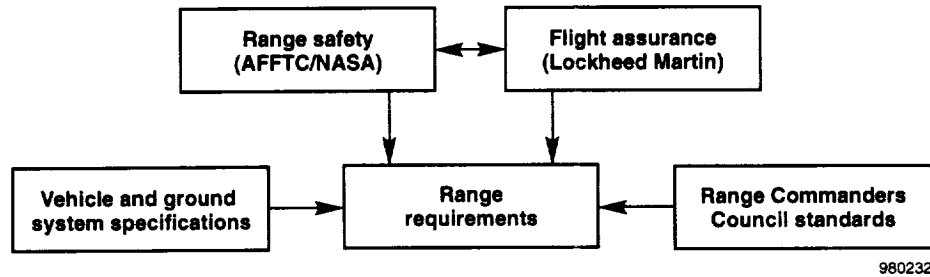 Range safety
(AFFTC/NASA)
Flight assurance
(Lockheed Martin)
Vehicle and ground
system specifications
Range
requirements
Range Commanders
Council standards
980232